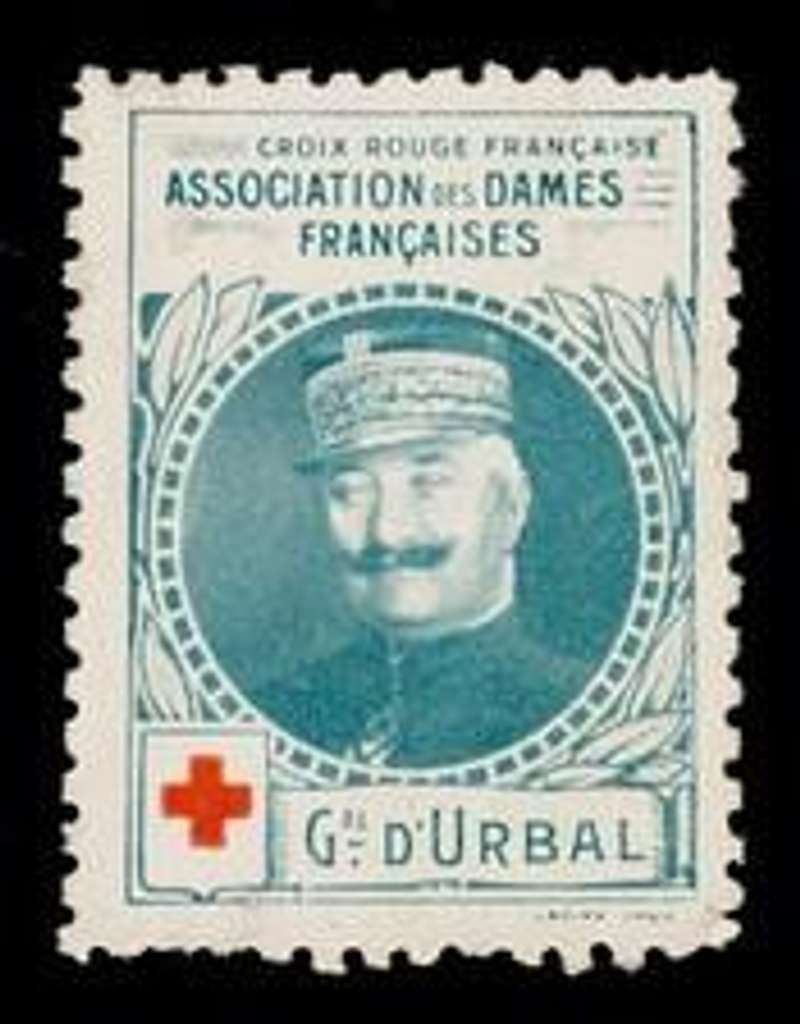 CROIX ROUGE FRANÇAISE
ASSOCIATION DES DAMES
FRANÇAISES
GAL D'URBAL